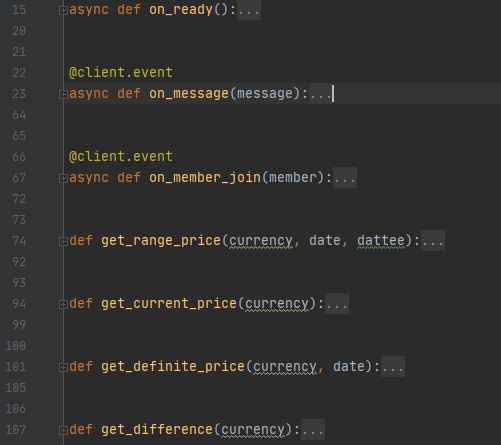 15 async def on_ready():...
20
21
22 @client.event
23 async def on_message(message):...
64
65
66 @client.event
67 async def on_member_join(member):...
72
73
74 def get_range_price(currency, date, dattee):...
92
93
94 def get_current_price(currency):...
99
100
101 def get_definite_price(currency, date):...
105
106
107 def get_difference(currency):...